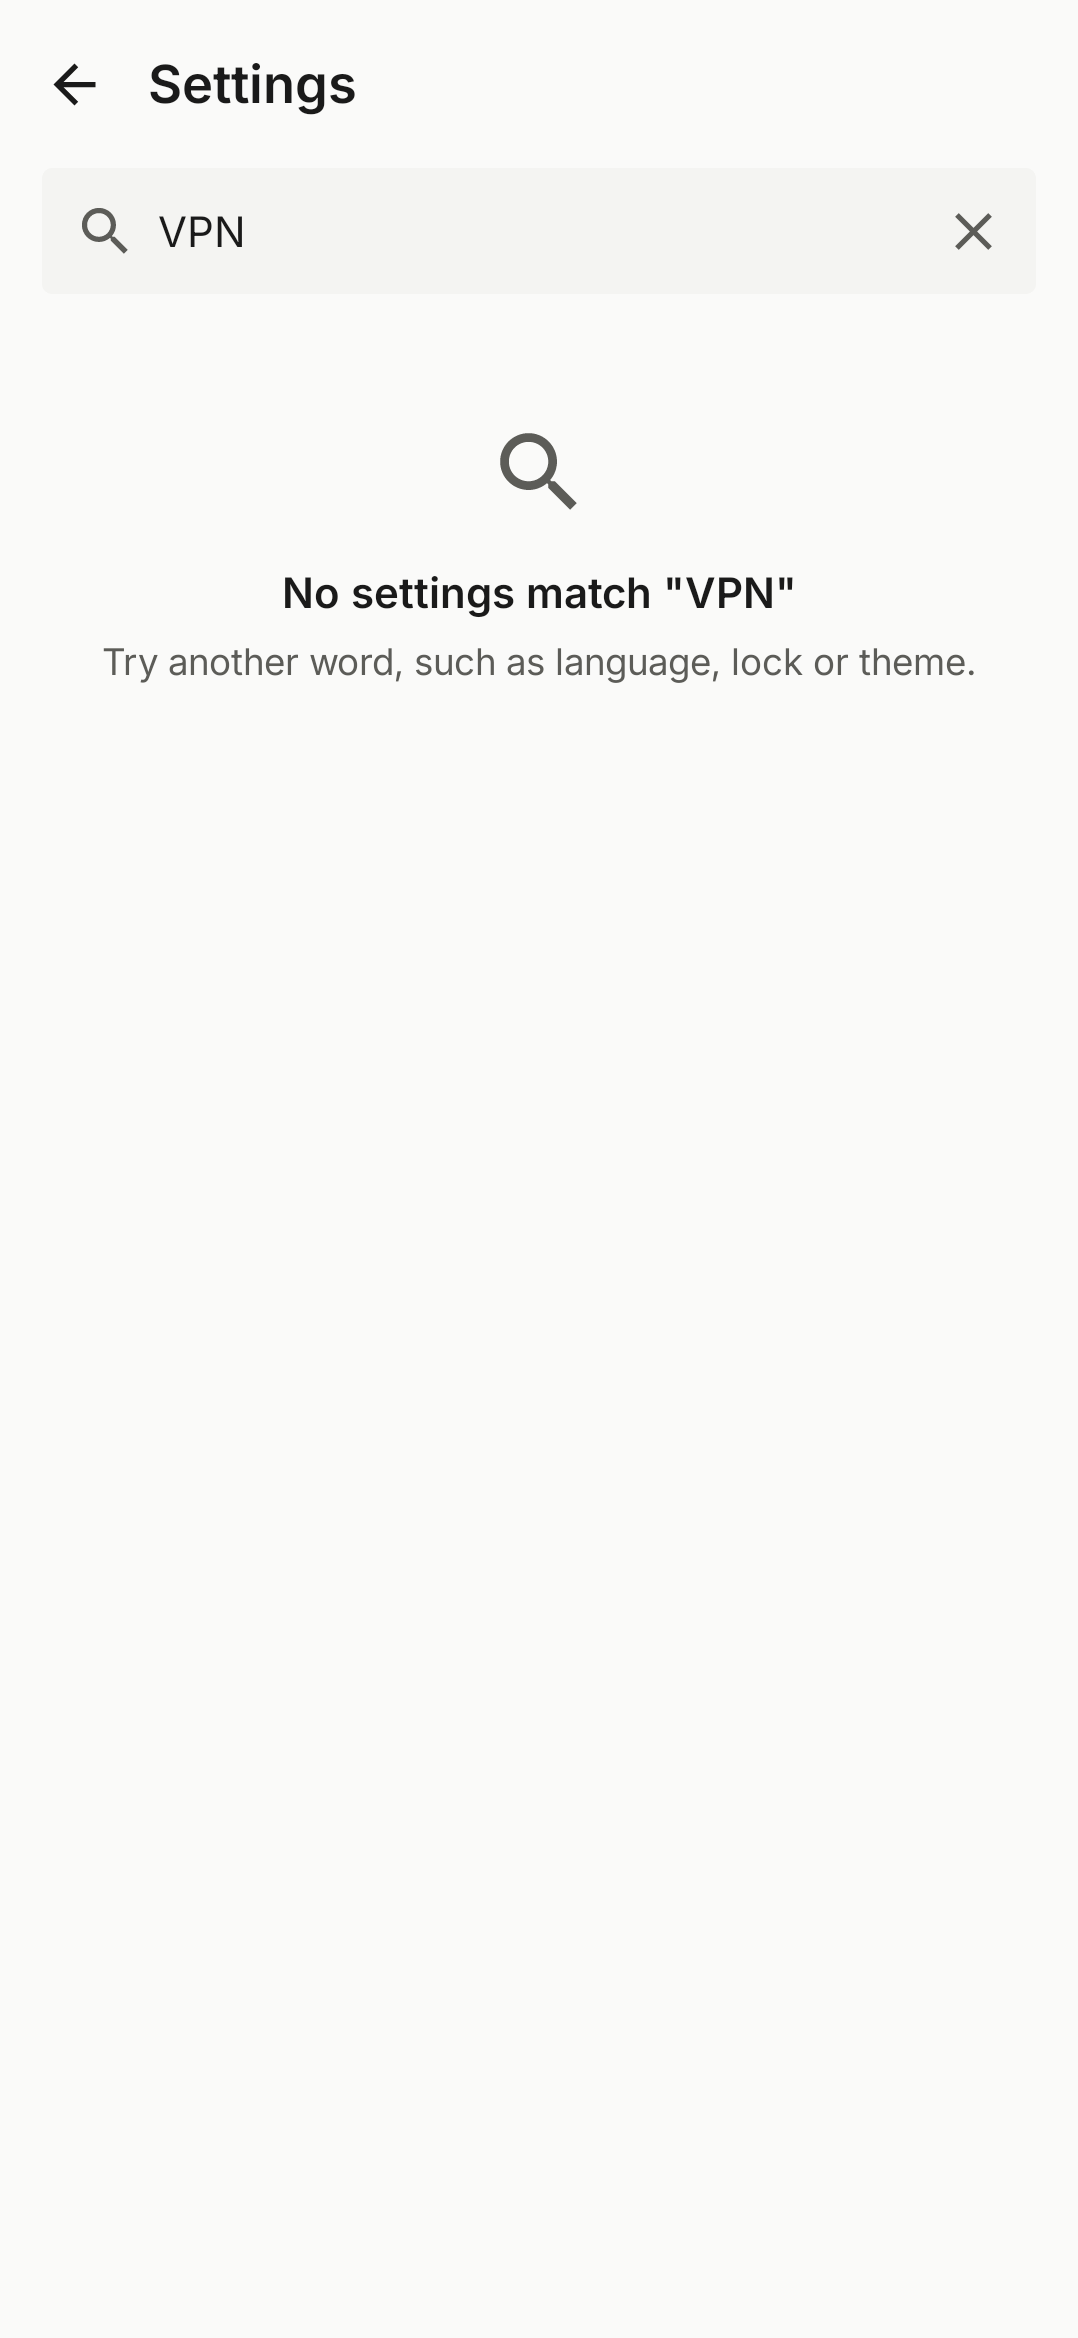 Settings
VPN
No settings match "VPN"
Try another word, such as language, lock or theme.